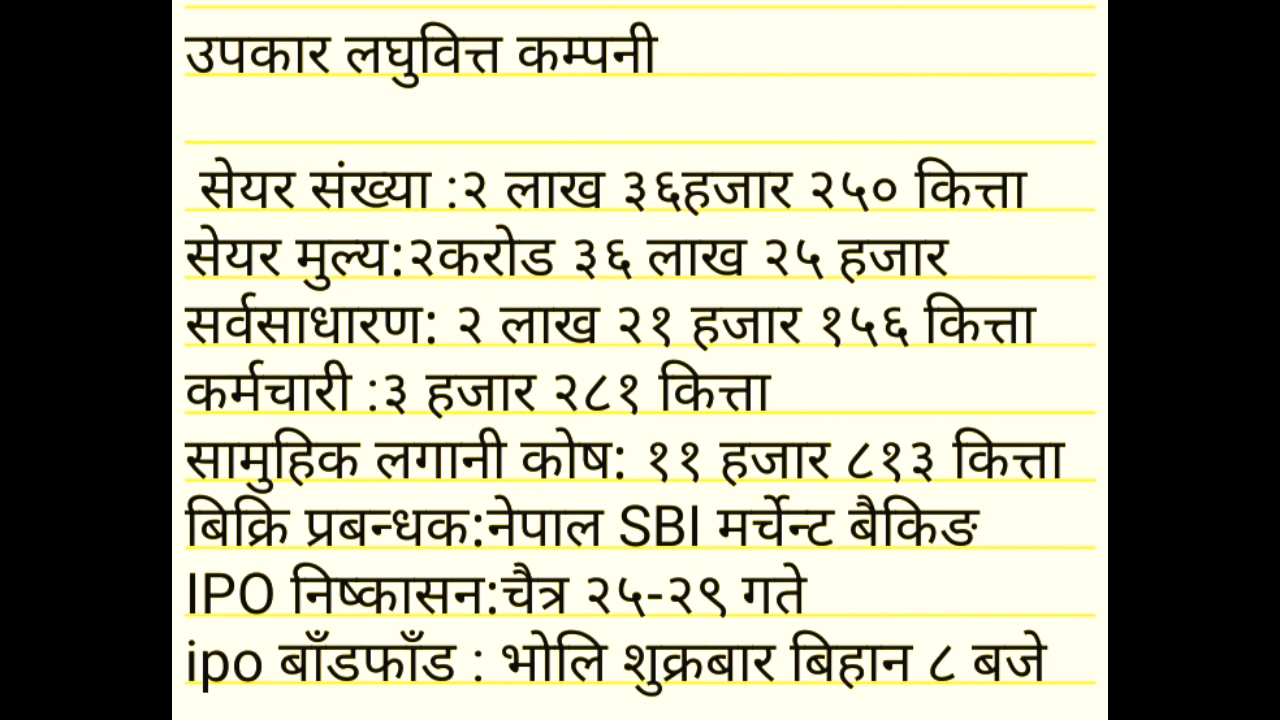 उपकार लघुवित्त कम्पनी
सेयर संख्या :२ लाख ३६हजार २५० कित्ता
सेयर मुल्य:२करोड ३६ लाख २५ हजार
सर्वसाधारण: २ लाख २१ हजार १५६ कित्ता
कर्मचारी :३ हजार २८१ कित्ता
सामुहिक लगानी कोष: ११ हजार ८१३ कित्ता
बिक्रि प्रबन्धक:नेपाल SBI मर्चेन्ट बैकिङ
IPO निष्कासन:चैत्र २५-२९ गते
ipo बाँडफाँड : भोलि शुक्रबार बिहान ८ बजे